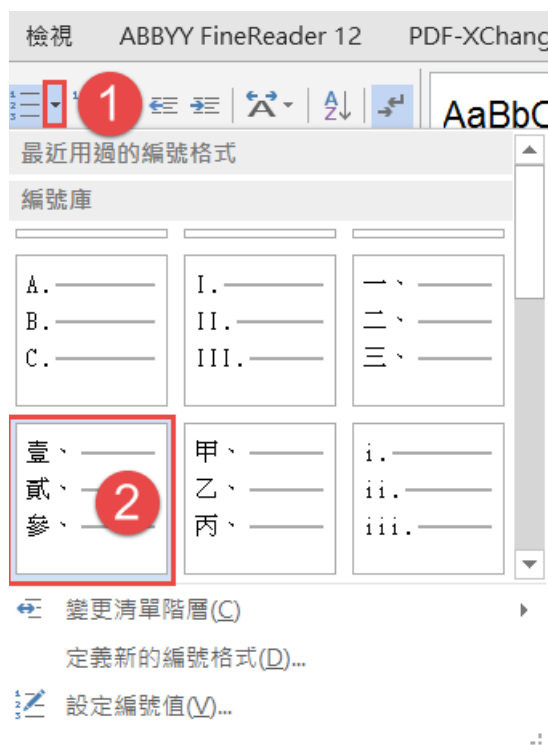 檢視 ABBYY FineReader 12 PDF-XChang
1 AaBbC
最近用過的編號格式
編號庫
A. I. 一、
B. II. 二、
C. III. 三、
壹、 甲、 i.
貳、 2 乙、 ii.
參、 丙、 iii.
變更清單階層(C)
定義新的編號格式(D)...
設定編號值(V)...